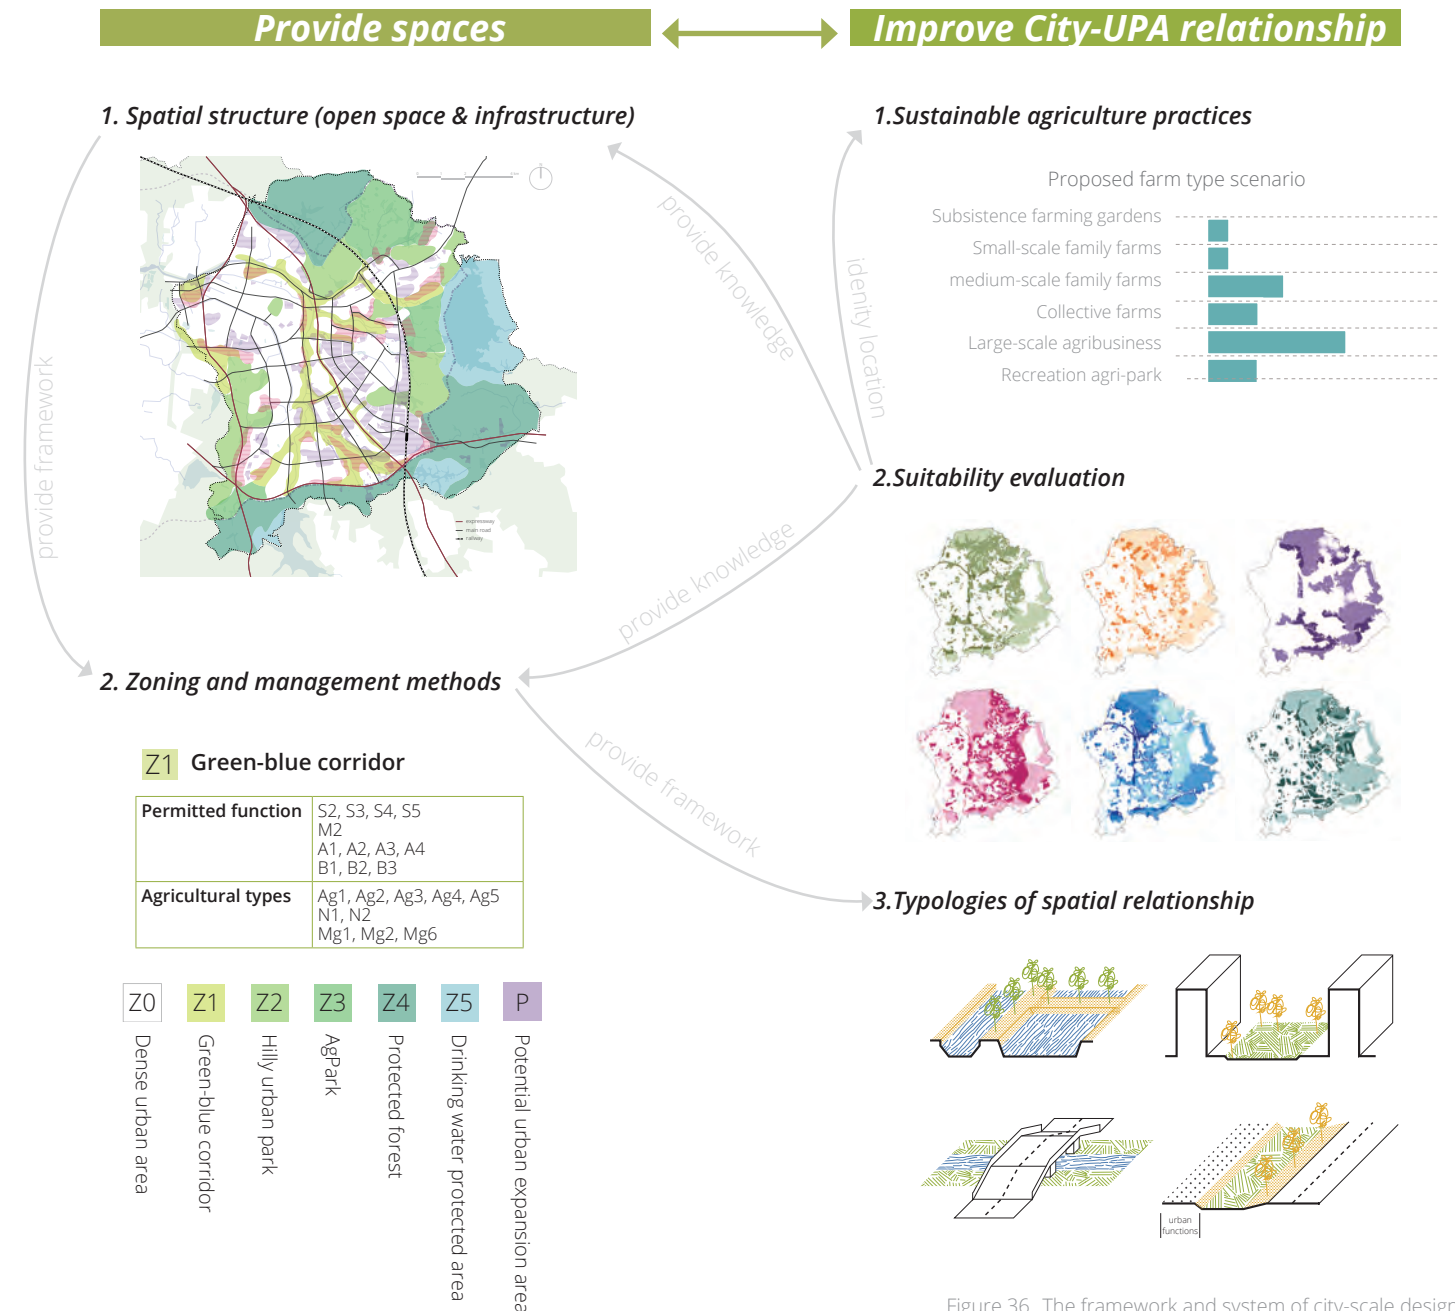 Provide spaces
Improve City-UPA relationship
1. Spatial structure (open space & infrastructure)
expressway
main road
railway
provide framework
provide knowledge
idenity location
provide knowledge
provide framework
2. Zoning and management methods
Z1 Green-blue corridor
Permitted function
S2, S3, S4, S5
M2
A1, A2, A3, A4
B1, B2, B3
Agricultural types
Ag1, Ag2, Ag3, Ag4, Ag5
N1, N2
Mg1, Mg2, Mg6
Z0 Z1 Z2 Z3 Z4 Z5 P
Dense urban area
Green-blue corridor
Hilly urban park
AgPark
Protected forest
Drinking water protected area
Potential urban expansion area
1.Sustainable agriculture practices
Proposed farm type scenario
Subsistence farming gardens
Small-scale family farms
medium-scale family farms
Collective farms
Large-scale agribusiness
Recreation agri-park
2.Suitability evaluation
3.Typologies of spatial relationship
urban
functions
Figure 36. The framework and system of city-scale design